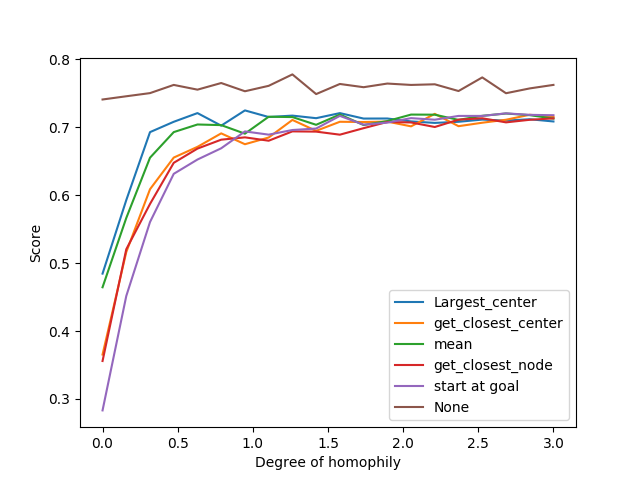 0.8
0.7
0.6
0.5
0.4
0.3
Score
0.0 0.5 1.0 1.5 2.0 2.5 3.0
Degree of homophily
Largest_center
get_closest_center
mean
get_closest_node
start at goal
None